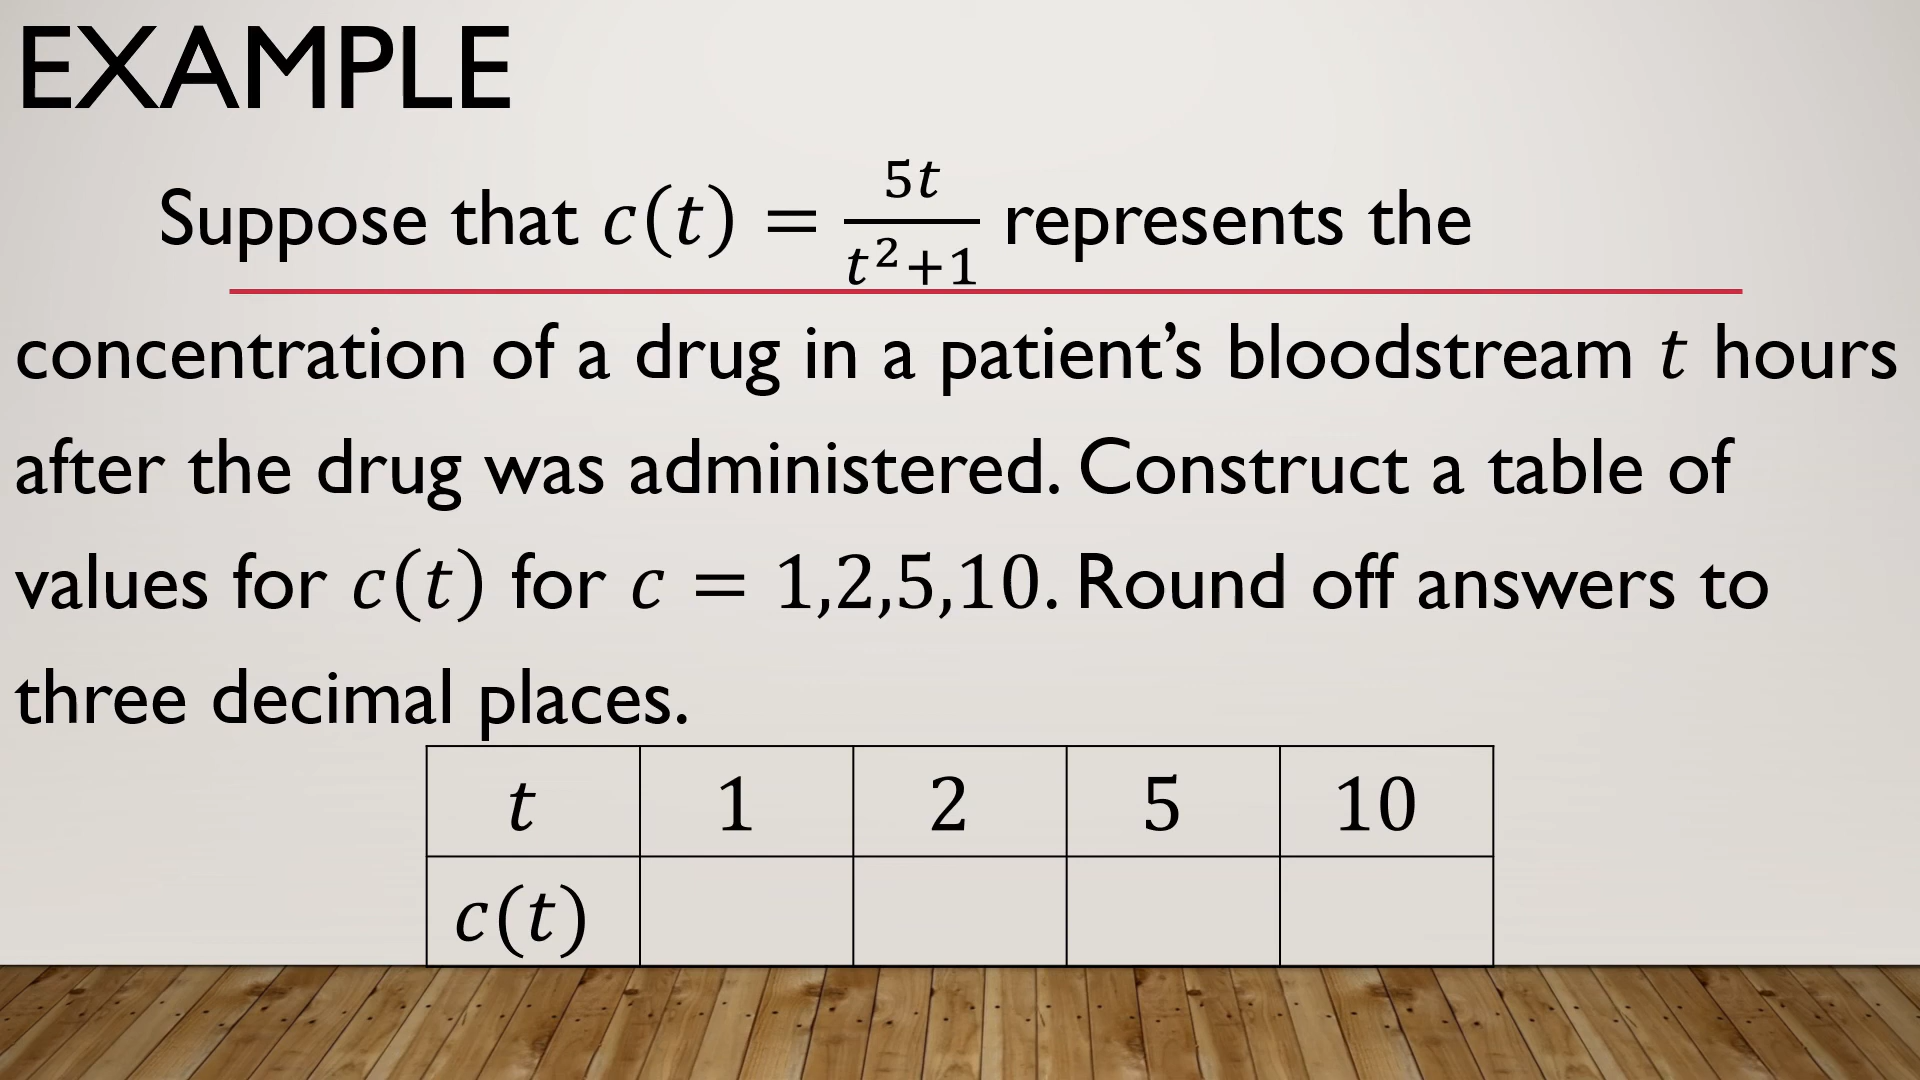 EXAMPLE
Suppose that c(t) = 5t/(t²+1) represents the
concentration of a drug in a patient’s bloodstream t hours
after the drug was administered. Construct a table of
values for c(t) for c = 1,2,5,10. Round off answers to
three decimal places.
t 1 2 5 10
c(t)